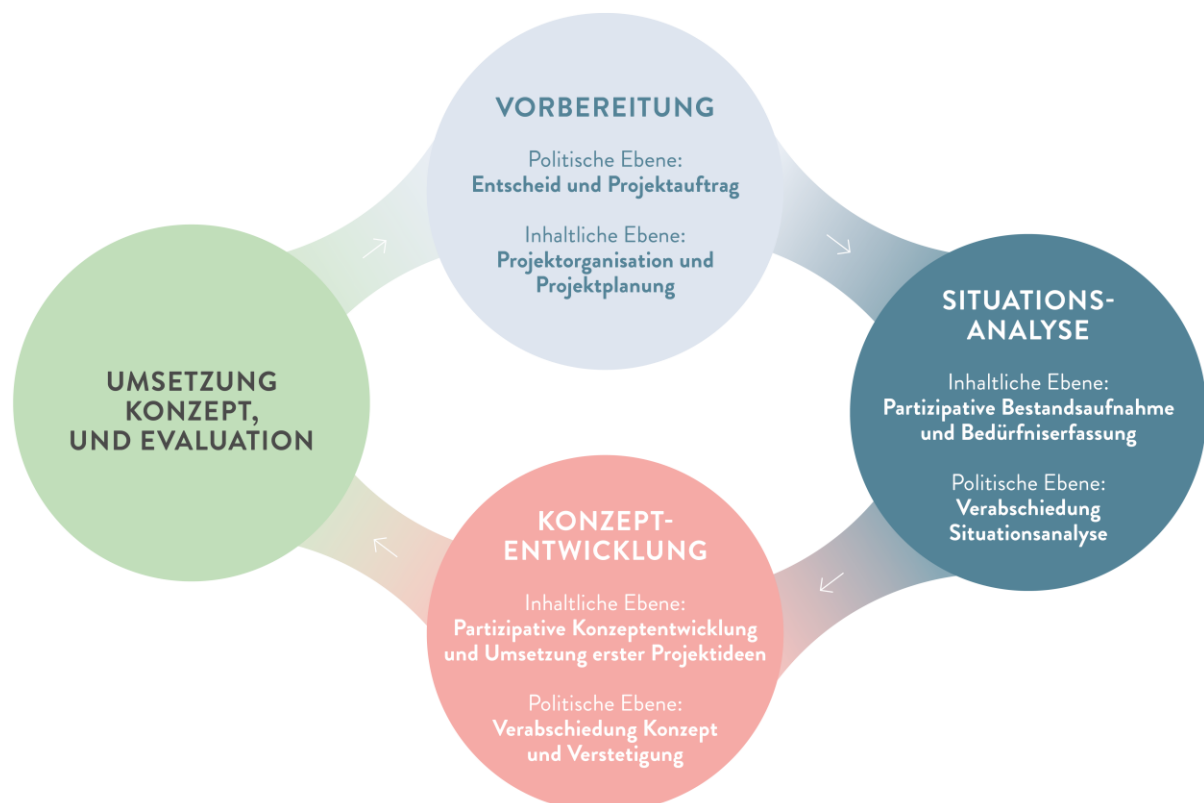 VORBEREITUNG
Politische Ebene:
Entscheid und Projektauftrag
Inhaltliche Ebene:
Projektorganisation und
Projektplanung
SITUATIONS-
ANALYSE
Inhaltliche Ebene:
Partizipative Bestandsaufnahme
und Bedürfniserfassung
Politische Ebene:
Verabschiedung
Situationsanalyse
KONZEPT-
ENTWICKLUNG
Inhaltliche Ebene:
Partizipative Konzeptentwicklung
und Umsetzung erster Projektideen
Politische Ebene:
Verabschiedung Konzept
und Verstetigung
UMSETZUNG
KONZEPT,
UND EVALUATION